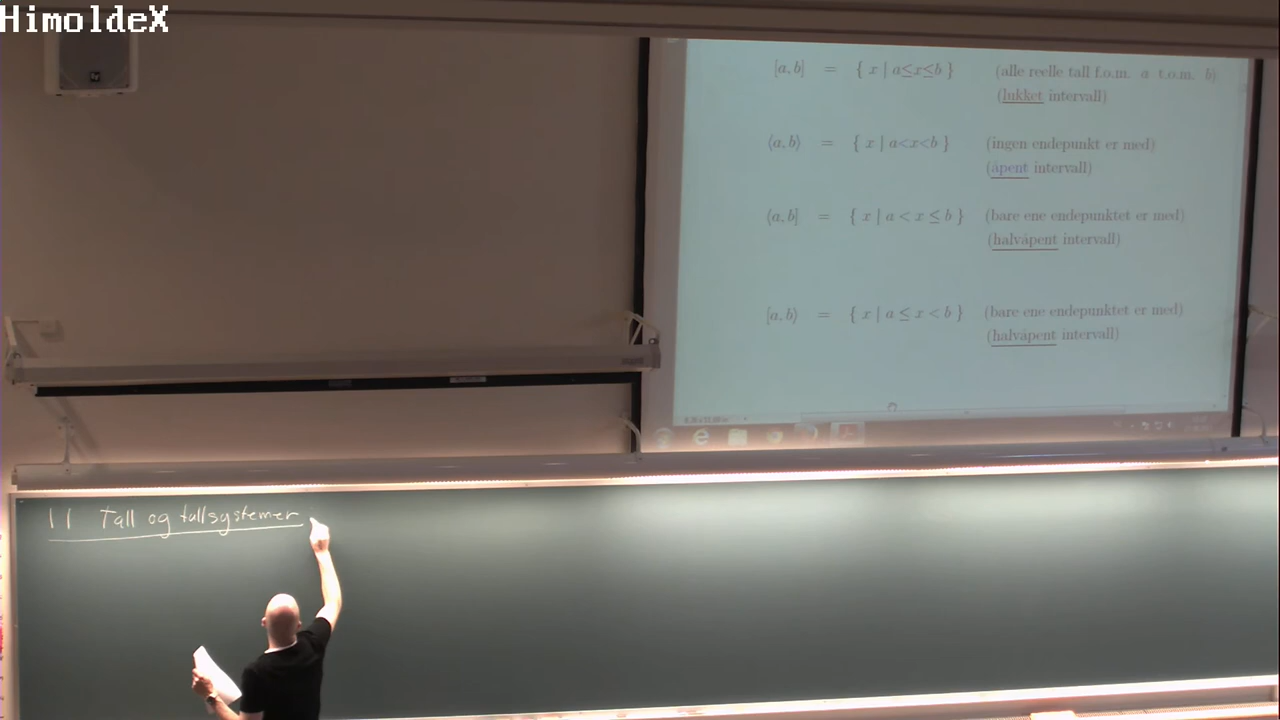 HimoldeX
[a, b] = { x | a≤x≤b } (alle reelle tall f.o.m. a t.o.m. b)
(lukket intervall)
⟨a, b⟩ = { x | a<x<b } (ingen endepunkt er med)
(åpent intervall)
⟨a, b] = { x | a < x ≤ b } (bare ene endepunktet er med)
(halvåpent intervall)
[a, b⟩ = { x | a ≤ x < b } (bare ene endepunktet er med)
(halvåpent intervall)
1 1 Tall og tallsystemer